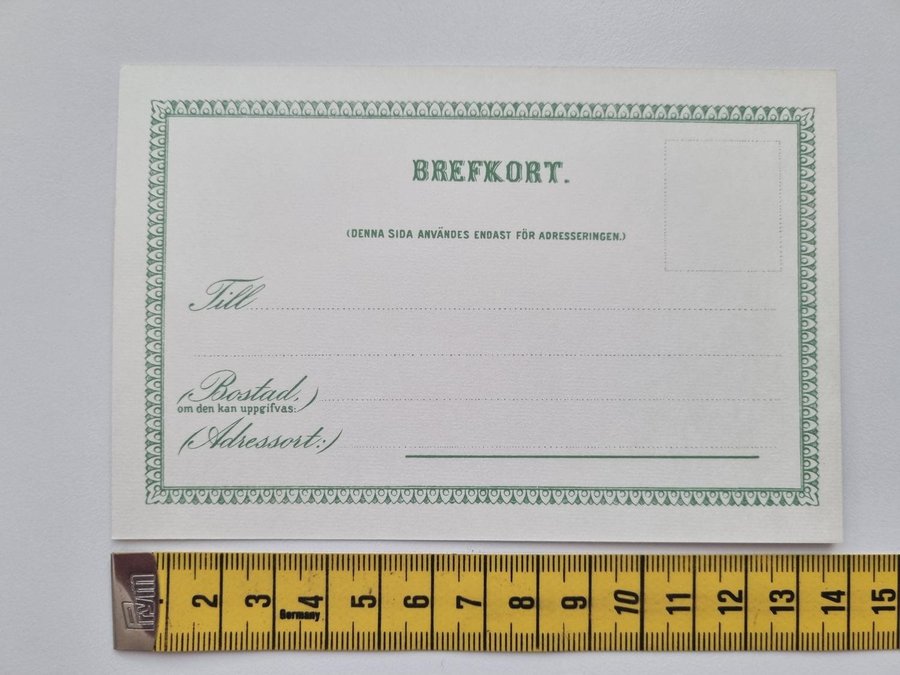 BREFKORT.
(DENNA SIDA ANVÄNDES ENDAST FÖR ADRESSERINGEN.)
Till
(Bostad,)
om den kan uppgifvas:
(Adressort:)
2 3 4 5 6 7 8 9 10 11 12 13 14 15
Germany